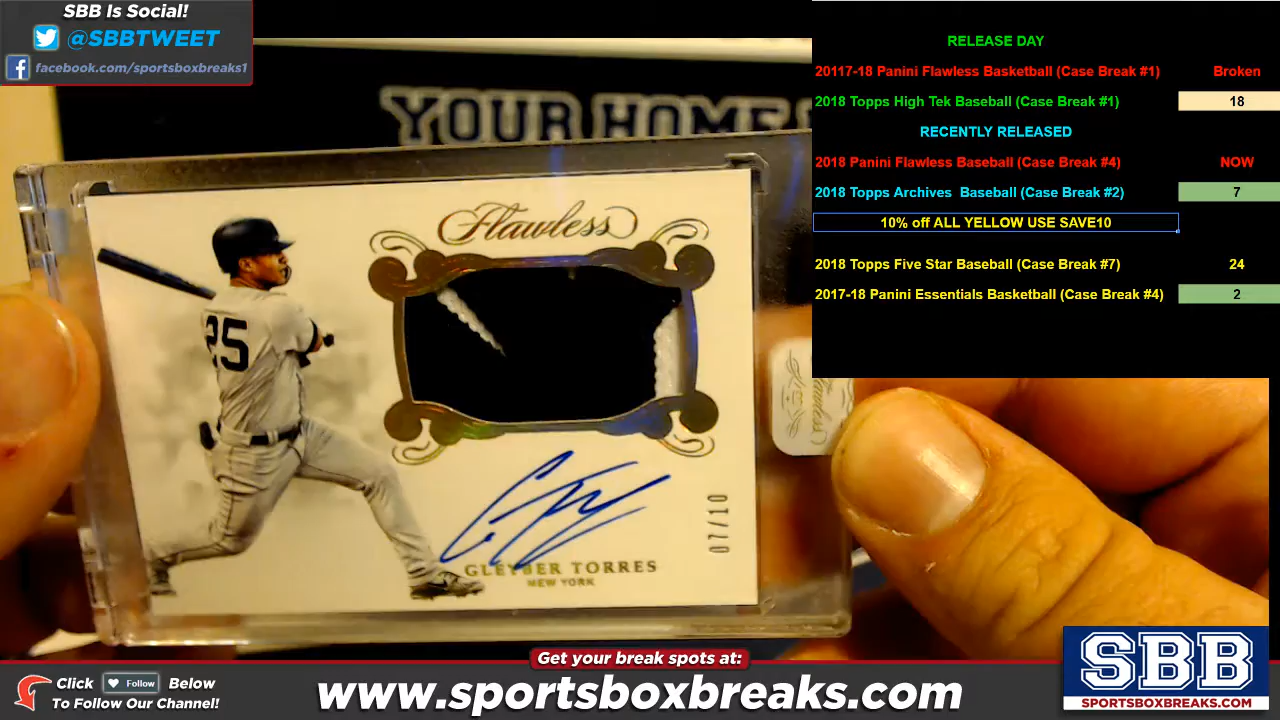 SBB Is Social!
@SBBTWEET
facebook.com/sportsboxbreaks1
YOUR HOME
RELEASE DAY
20117-18 Panini Flawless Basketball (Case Break #1) Broken
2018 Topps High Tek Baseball (Case Break #1) 18
RECENTLY RELEASED
2018 Panini Flawless Baseball (Case Break #4) NOW
2018 Topps Archives Baseball (Case Break #2) 7
10% off ALL YELLOW USE SAVE10
2018 Topps Five Star Baseball (Case Break #7) 24
2017-18 Panini Essentials Basketball (Case Break #4) 2
Flawless
25
Flawless
07/10
GLEYBER TORRES
NEW YORK
Get your break spots at:
Click Follow Below
To Follow Our Channel!
www.sportsboxbreaks.com
SBB
SPORTSBOXBREAKS.COM